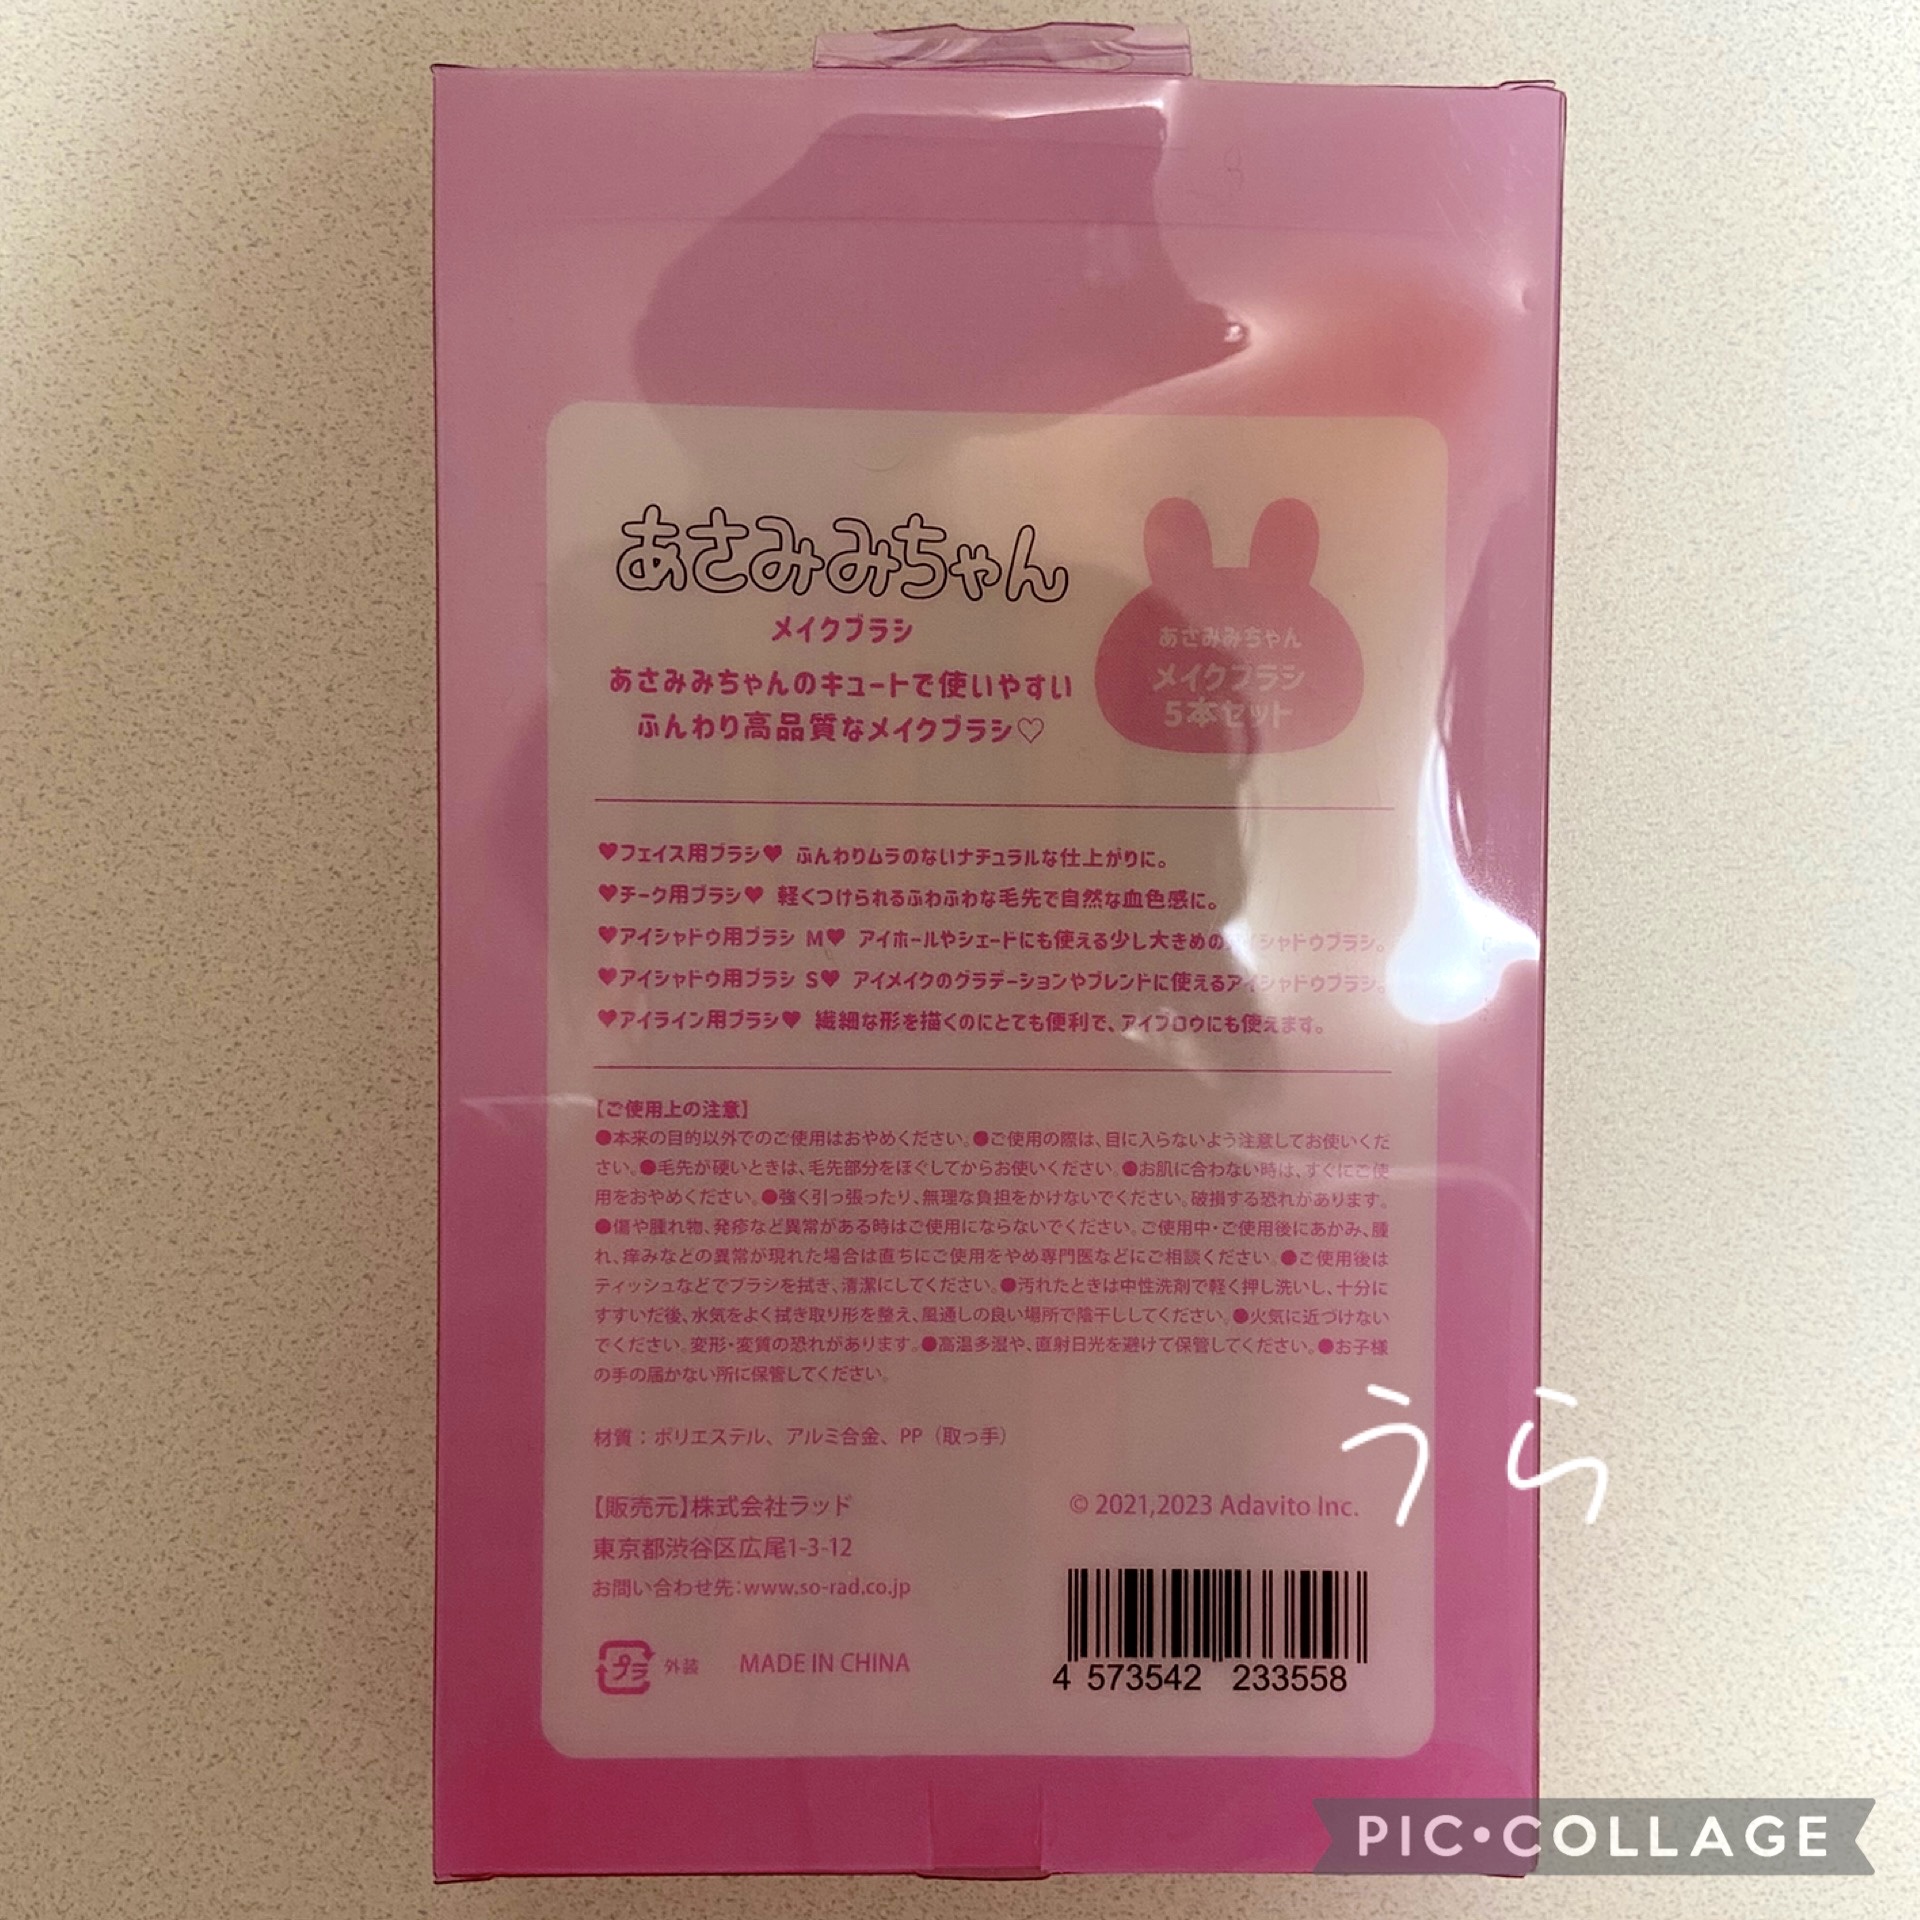 あさみみちゃん
メイクブラシ
あさみみちゃんのキュートで使いやすい
ふんわり高品質なメイクブラシ♡
あさみみちゃん
メイクブラシ
5本セット
♥フェイス用ブラシ♥ ふんわりムラのないナチュラルな仕上がりに。
♥チーク用ブラシ♥ 軽くつけられるふわふわな毛先で自然な血色感に。
♥アイシャドウ用ブラシ M♥ アイホールやシェードにも使える少し大きめのアイシャドウブラシ。
♥アイシャドウ用ブラシ S♥ アイメイクのグラデーションやブレンドに使えるアイシャドウブラシ。
♥アイライン用ブラシ♥ 繊細な形を描くのにとても便利で、アイブロウにも使えます。
【ご使用上の注意】
●本来の目的以外でのご使用はおやめください。●ご使用の際は、目に入らないよう注意してお使いくだ
さい。●毛先が硬いときは、毛先部分をほぐしてからお使いください。●お肌に合わない時は、すぐにご使
用をおやめください。●強く引っ張ったり、無理な負担をかけないでください。破損する恐れがあります。
●傷や腫れ物、発疹など異常がある時はご使用にならないでください。ご使用中・ご使用後にあかみ、腫
れ、痒みなどの異常が現れた場合は直ちにご使用をやめ専門医などにご相談ください。●ご使用後は
ティッシュなどでブラシを拭き、清潔にしてください。●汚れたときは中性洗剤で軽く押し洗いし、十分に
すすいだ後、水気をよく拭き取り形を整え、風通しの良い場所で陰干ししてください。●火気に近づけない
でください。変形・変質の恐れがあります。●高温多湿や、直射日光を避けて保管してください。●お子様
の手の届かない所に保管してください。
材質：ポリエステル、アルミ合金、PP（取っ手）
うら
【販売元】株式会社ラッド
東京都渋谷区広尾1-3-12
お問い合わせ先：www.so-rad.co.jp
© 2021,2023 Adavito Inc.
プラ 外装 MADE IN CHINA
4 573542 233558
PIC•COLLAGE